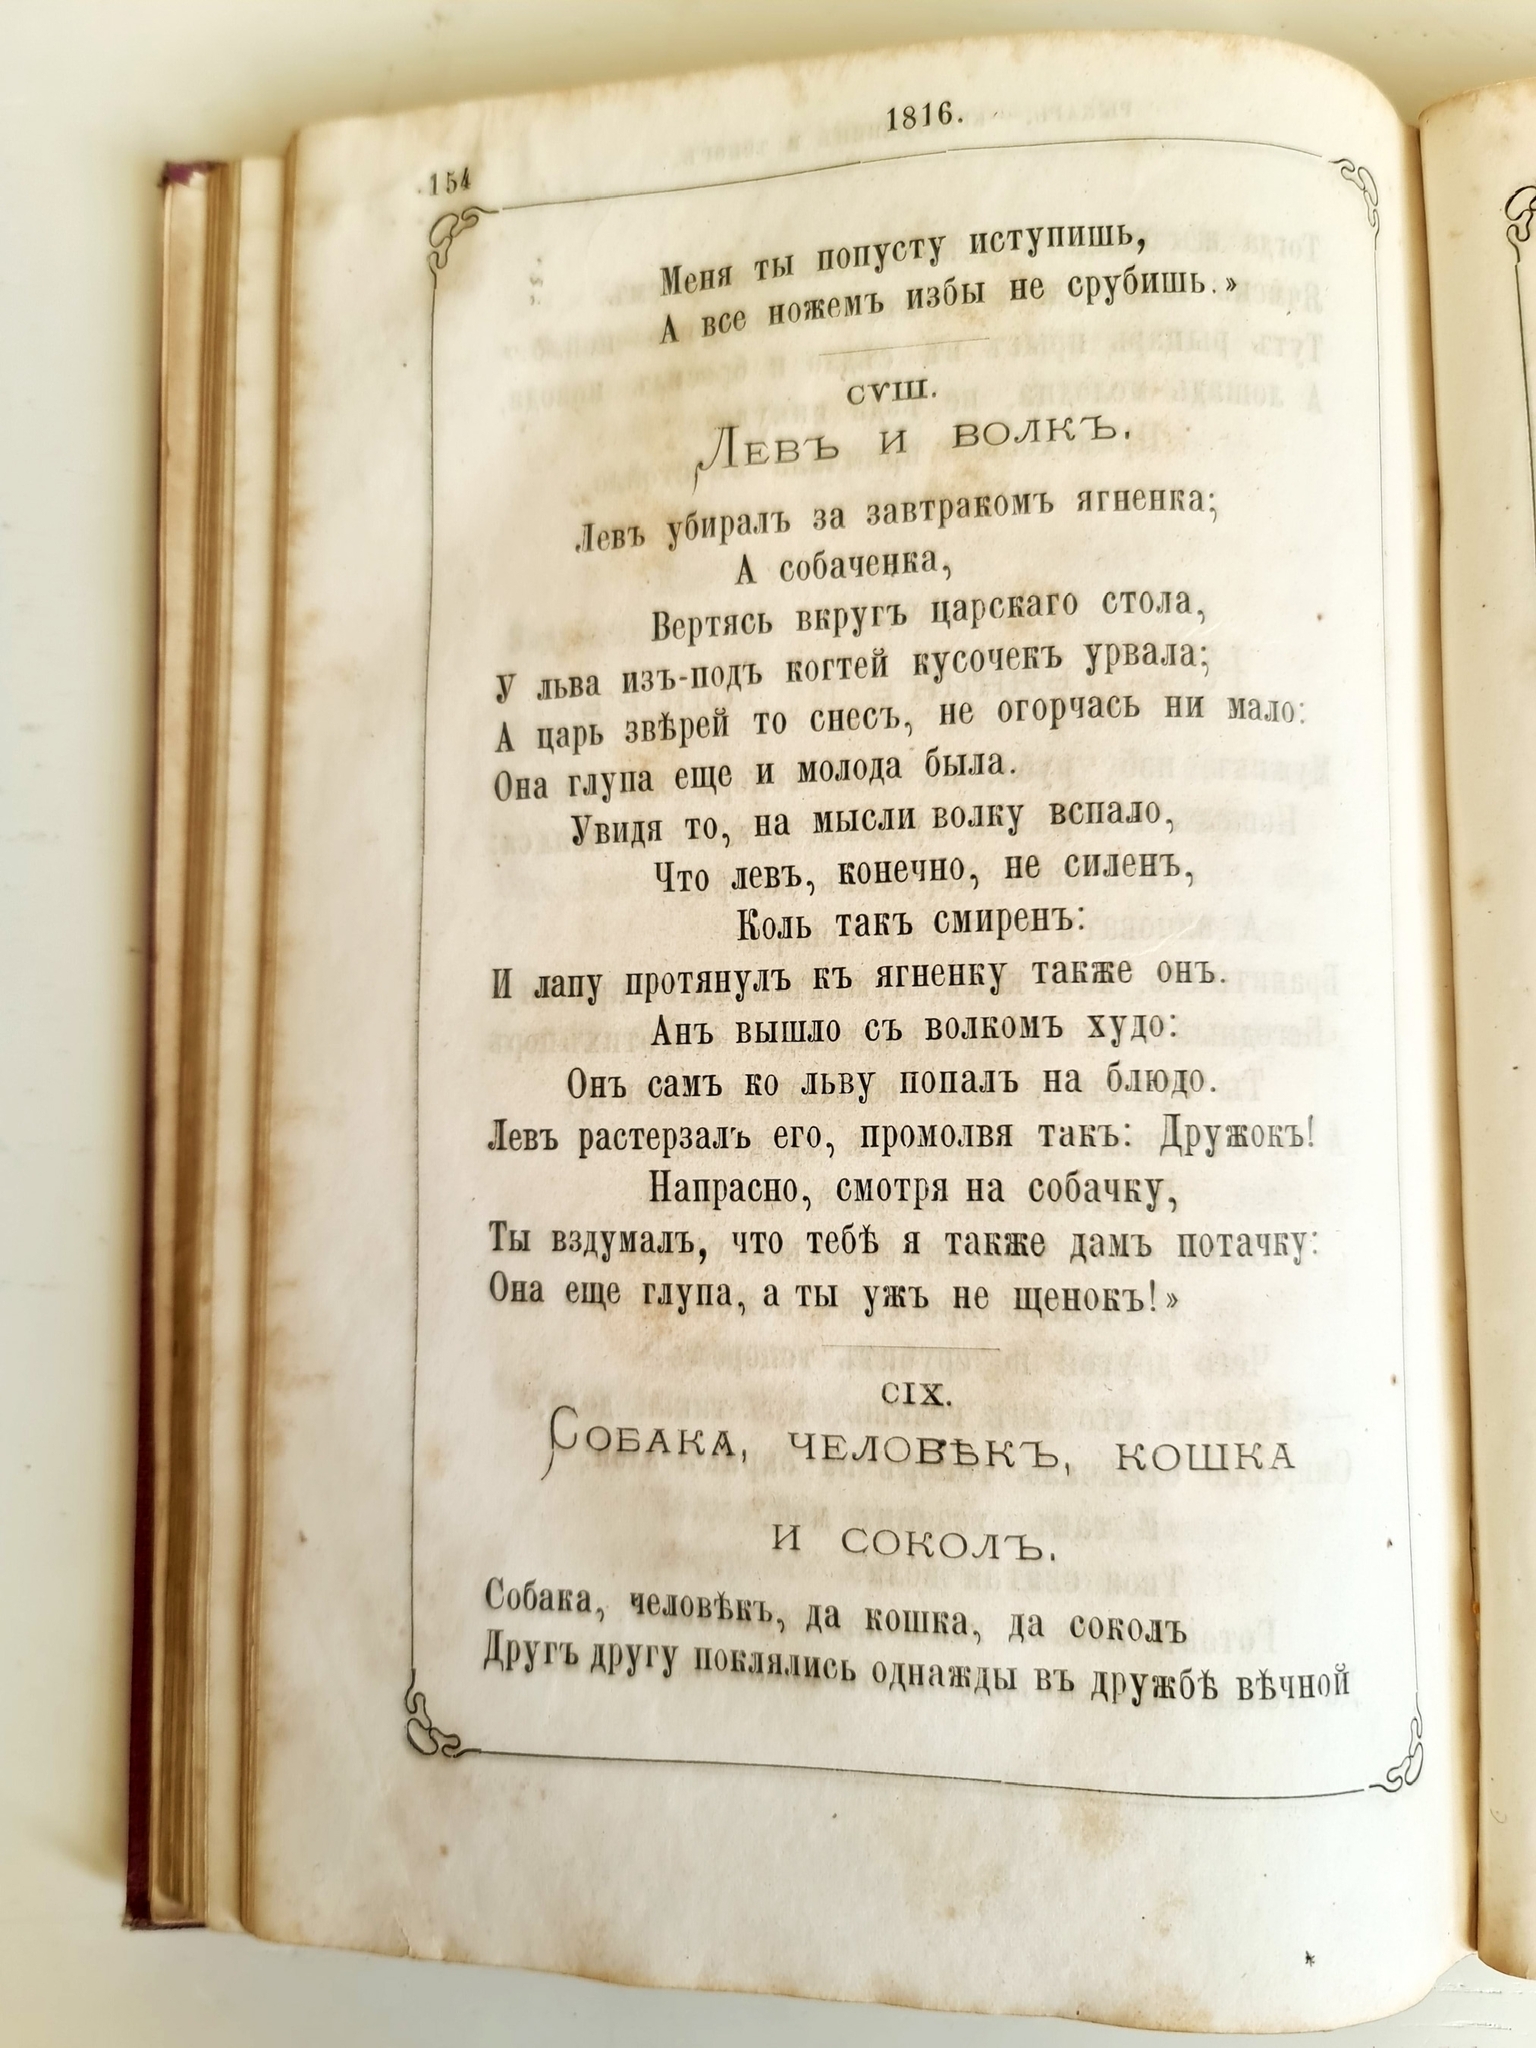 1816.
154
Меня ты попусту иступишь,
А все ножемъ избы не срубишь.»
CVIII.
Левъ и волкъ.
Левъ убиралъ за завтракомъ ягненка;
А собаченка,
Вертясь вкругъ царскаго стола,
У льва изъ-подъ когтей кусочекъ урвала;
А царь звѣрей то снесъ, не огорчась ни мало:
Она глупа еще и молода была.
Увидя то, на мысли волку вспало,
Что левъ, конечно, не силенъ,
Коль такъ смиренъ:
И лапу протянулъ къ ягненку также онъ.
Анъ вышло съ волкомъ худо:
Онъ самъ ко льву попалъ на блюдо.
Левъ растерзалъ его, промолвя такъ: Дружокъ!
Напрасно, смотря на собачку,
Ты вздумалъ, что тебѣ я также дамъ потачку:
Она еще глупа, а ты ужъ не щенокъ!»
CIX.
Собака, человѣкъ, кошка
и соколъ.
Собака, человѣкъ, да кошка, да соколъ
Другъ другу поклялись однажды въ дружбѣ вѣчной
*